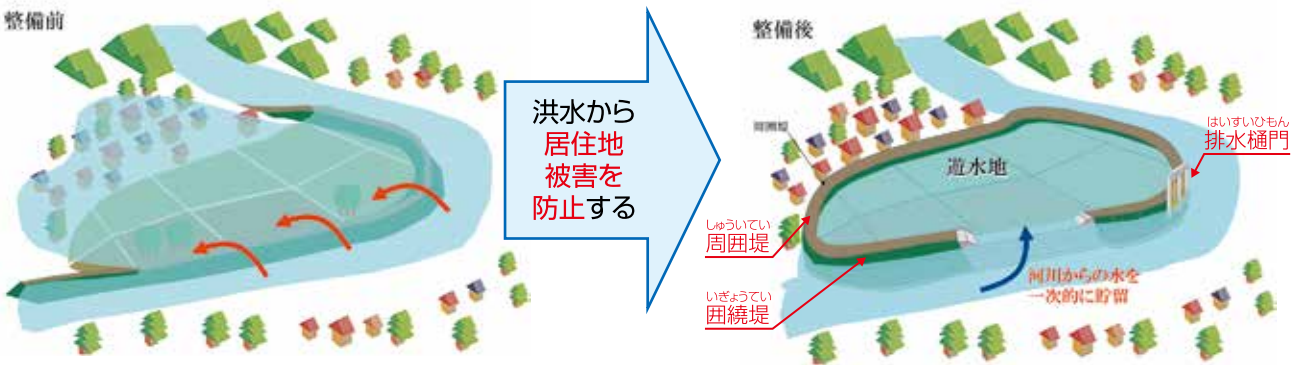 整備前
洪水から
居住地
被害を
防止する
整備後
周囲堤
遊水地
はいすいひもん
排水樋門
しゅういてい
周囲堤
いぎょうてい
囲繞堤
河川からの水を
一次的に貯留